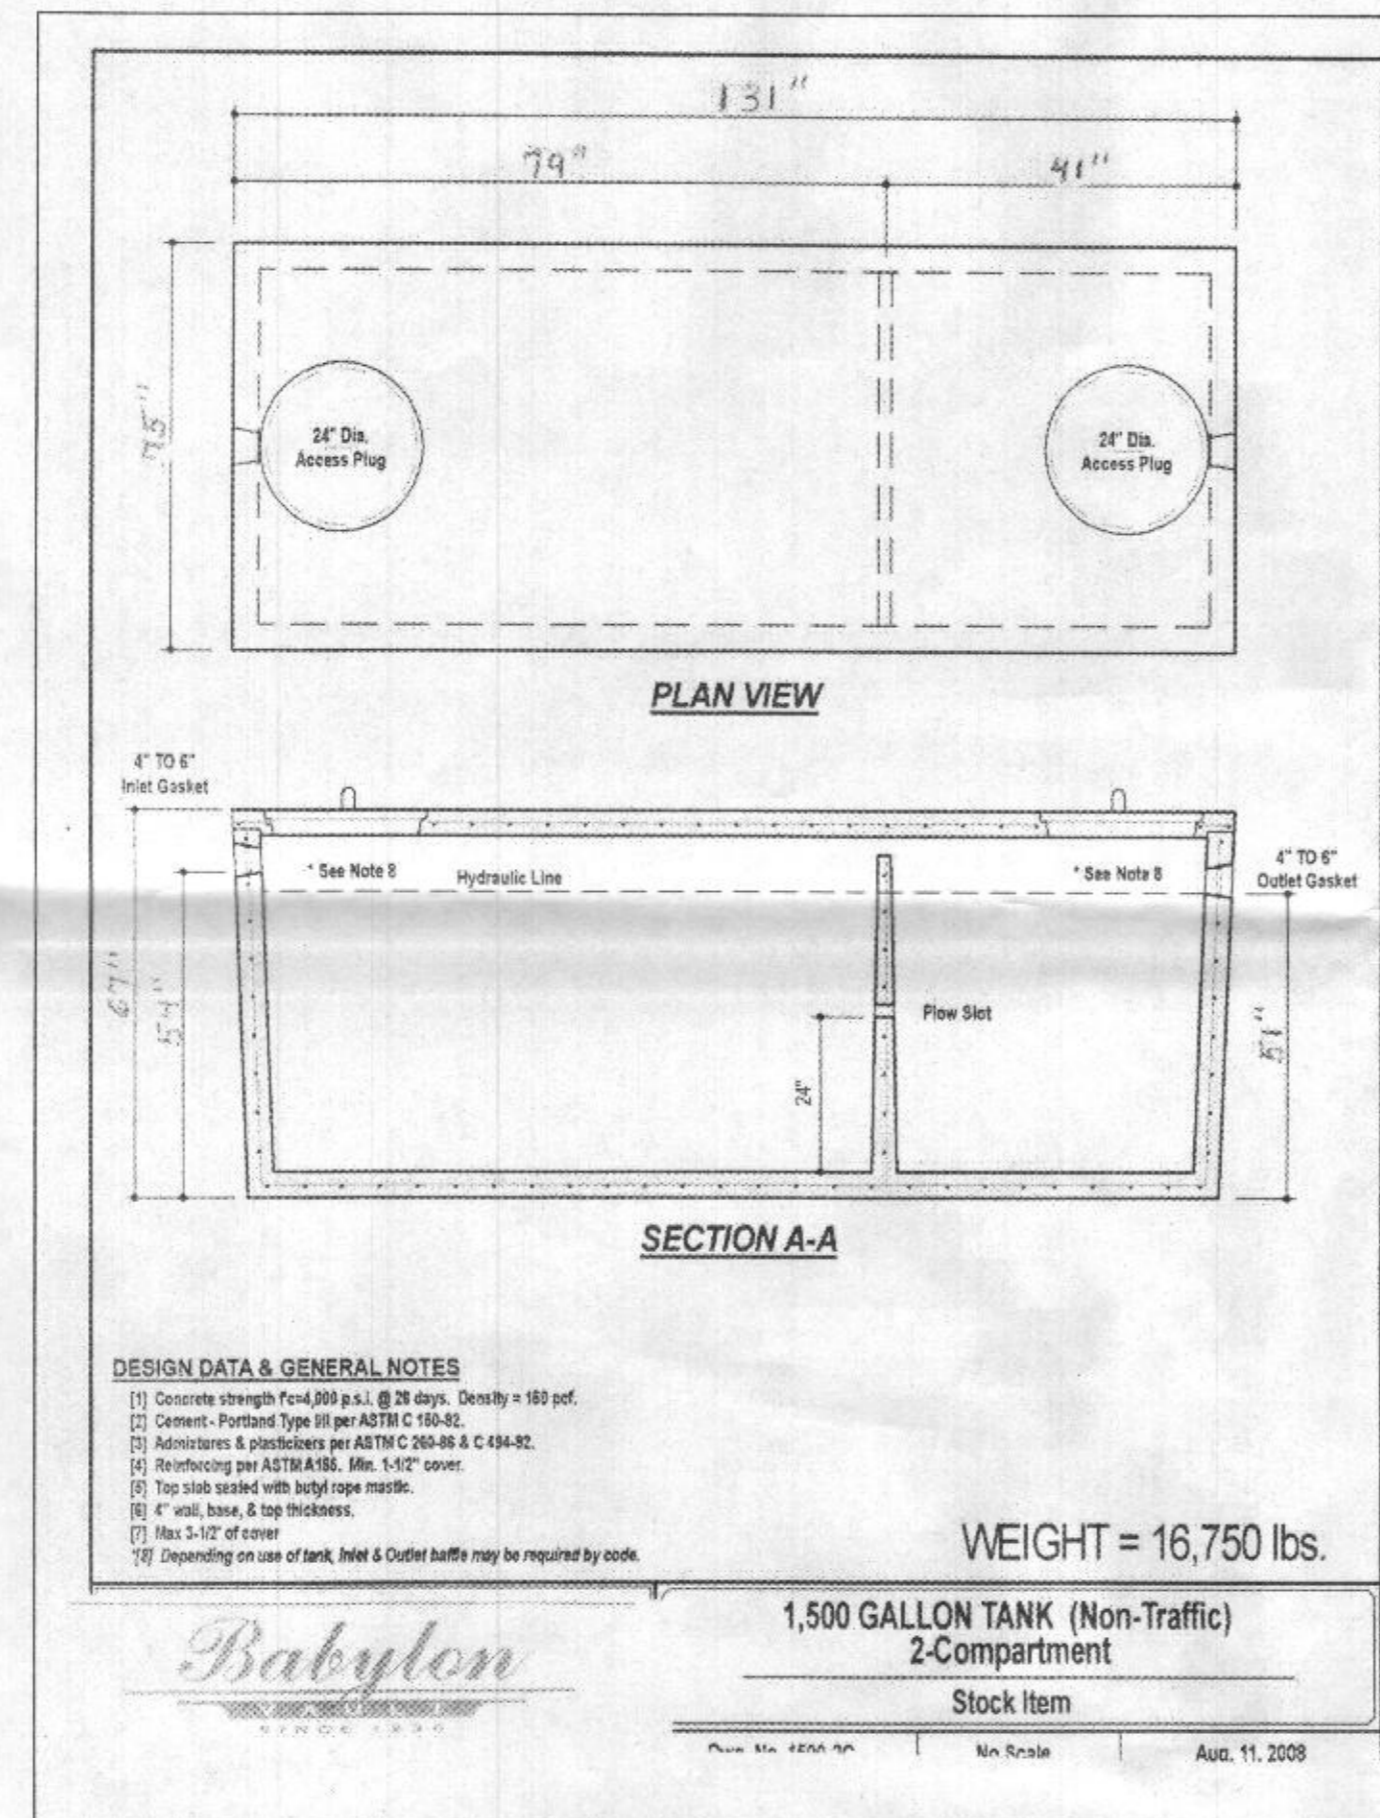 131"
79"
41"
75"
24" Dia.
Access Plug
24" Dia.
Access Plug
PLAN VIEW
4" TO 6"
Inlet Gasket
* See Note 8
Hydraulic Line
* See Note 8
4" TO 6"
Outlet Gasket
67"
54"
Flow Slot
24"
51"
SECTION A-A
DESIGN DATA & GENERAL NOTES
[1] Concrete strength f'c=4,000 p.s.i. @ 28 days. Density = 150 pcf.
[2] Cement - Portland Type per ASTM C 150-92.
[3] Admixtures & plasticizers per ASTM C 260-86 & C 494-92.
[4] Reinforcing per ASTM A185. Min. 1-1/2" cover.
[5] Top slab sealed with butyl rope mastic.
[6] 4" wall, base, & top thickness.
[7] Max 3-1/2' of cover
*[8] Depending on use of tank, Inlet & Outlet baffle may be required by code.
WEIGHT = 16,750 lbs.
Babylon
VAULT
SINCE
1,500 GALLON TANK (Non-Traffic)
2-Compartment
Stock Item
No Scale
Aug. 11, 2008